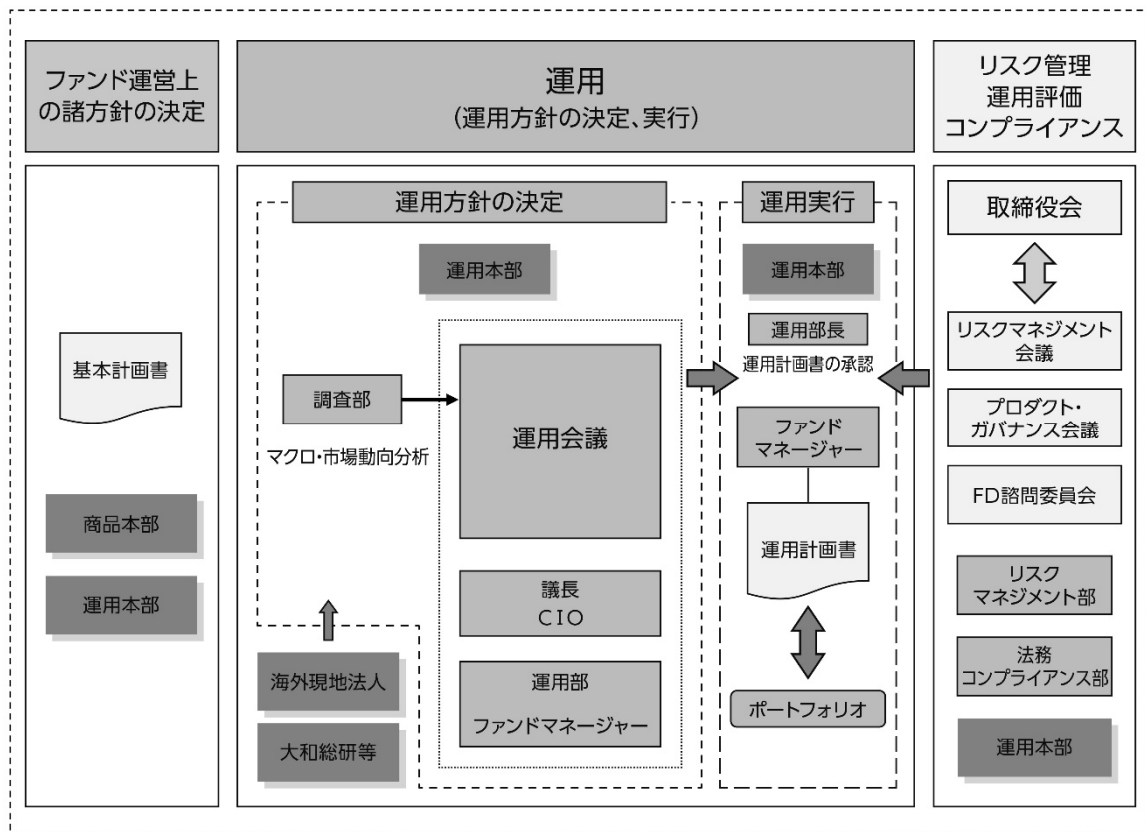 ファンド運営上
の諸方針の決定
運用
(運用方針の決定、実行)
リスク管理
運用評価
コンプライアンス
基本計画書
商品本部
運用本部
運用方針の決定
運用本部
調査部
マクロ・市場動向分析
運用会議
議長
CIO
運用部
ファンドマネージャー
海外現地法人
大和総研等
運用実行
運用本部
運用部長
運用計画書の承認
ファンド
マネージャー
運用計画書
ポートフォリオ
取締役会
リスクマネジメント
会議
プロダクト・
ガバナンス会議
FD諮問委員会
リスク
マネジメント部
法務
コンプライアンス部
運用本部